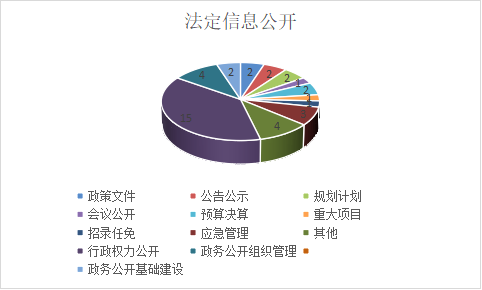 法定信息公开
2
2
2
1
2
1
1
3
4
15
4
2
政策文件 公告公示 规划计划
会议公开 预算决算 重大项目
招录任免 应急管理 其他
行政权力公开 政务公开组织管理
政务公开基础建设